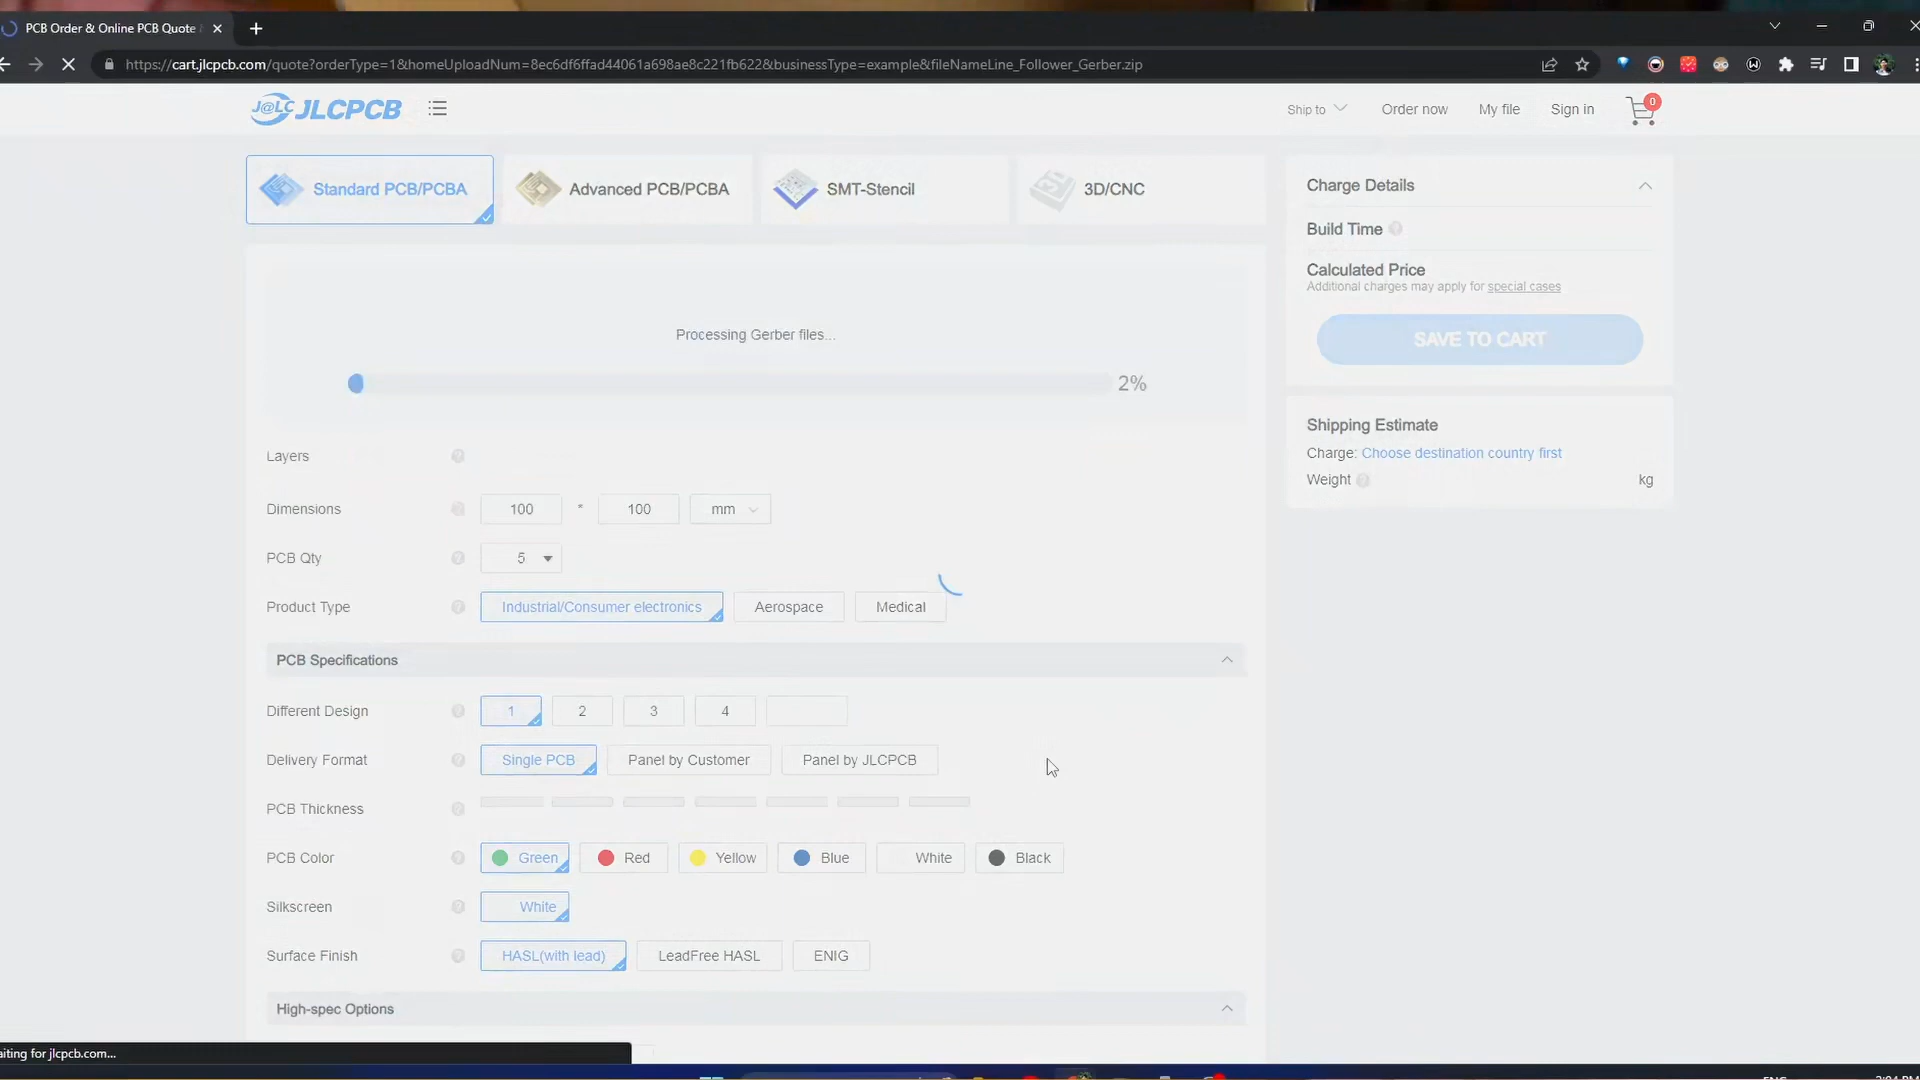 PCB Order & Online PCB Quote
https://cart.jlcpcb.com/quote?orderType=1&homeUploadNum=8ec6df6ffad44061a698ae8c221fb622&businessType=example&fileNameLine_Follower_Gerber.zip
J@LC JLCPCB
Ship to
Order now
My file
Sign in
0
Standard PCB/PCBA
Advanced PCB/PCBA
SMT-Stencil
3D/CNC
Processing Gerber files...
2%
Layers
Dimensions
100 * 100 mm
PCB Qty
5
Product Type
Industrial/Consumer electronics
Aerospace
Medical
PCB Specifications
Different Design
1
2
3
4
Delivery Format
Single PCB
Panel by Customer
Panel by JLCPCB
PCB Thickness
PCB Color
Green
Red
Yellow
Blue
White
Black
Silkscreen
White
Surface Finish
HASL(with lead)
LeadFree HASL
ENIG
High-spec Options
Charge Details
Build Time
Calculated Price
Additional charges may apply for special cases
SAVE TO CART
Shipping Estimate
Charge: Choose destination country first
Weight
kg
aiting for jlcpcb.com...